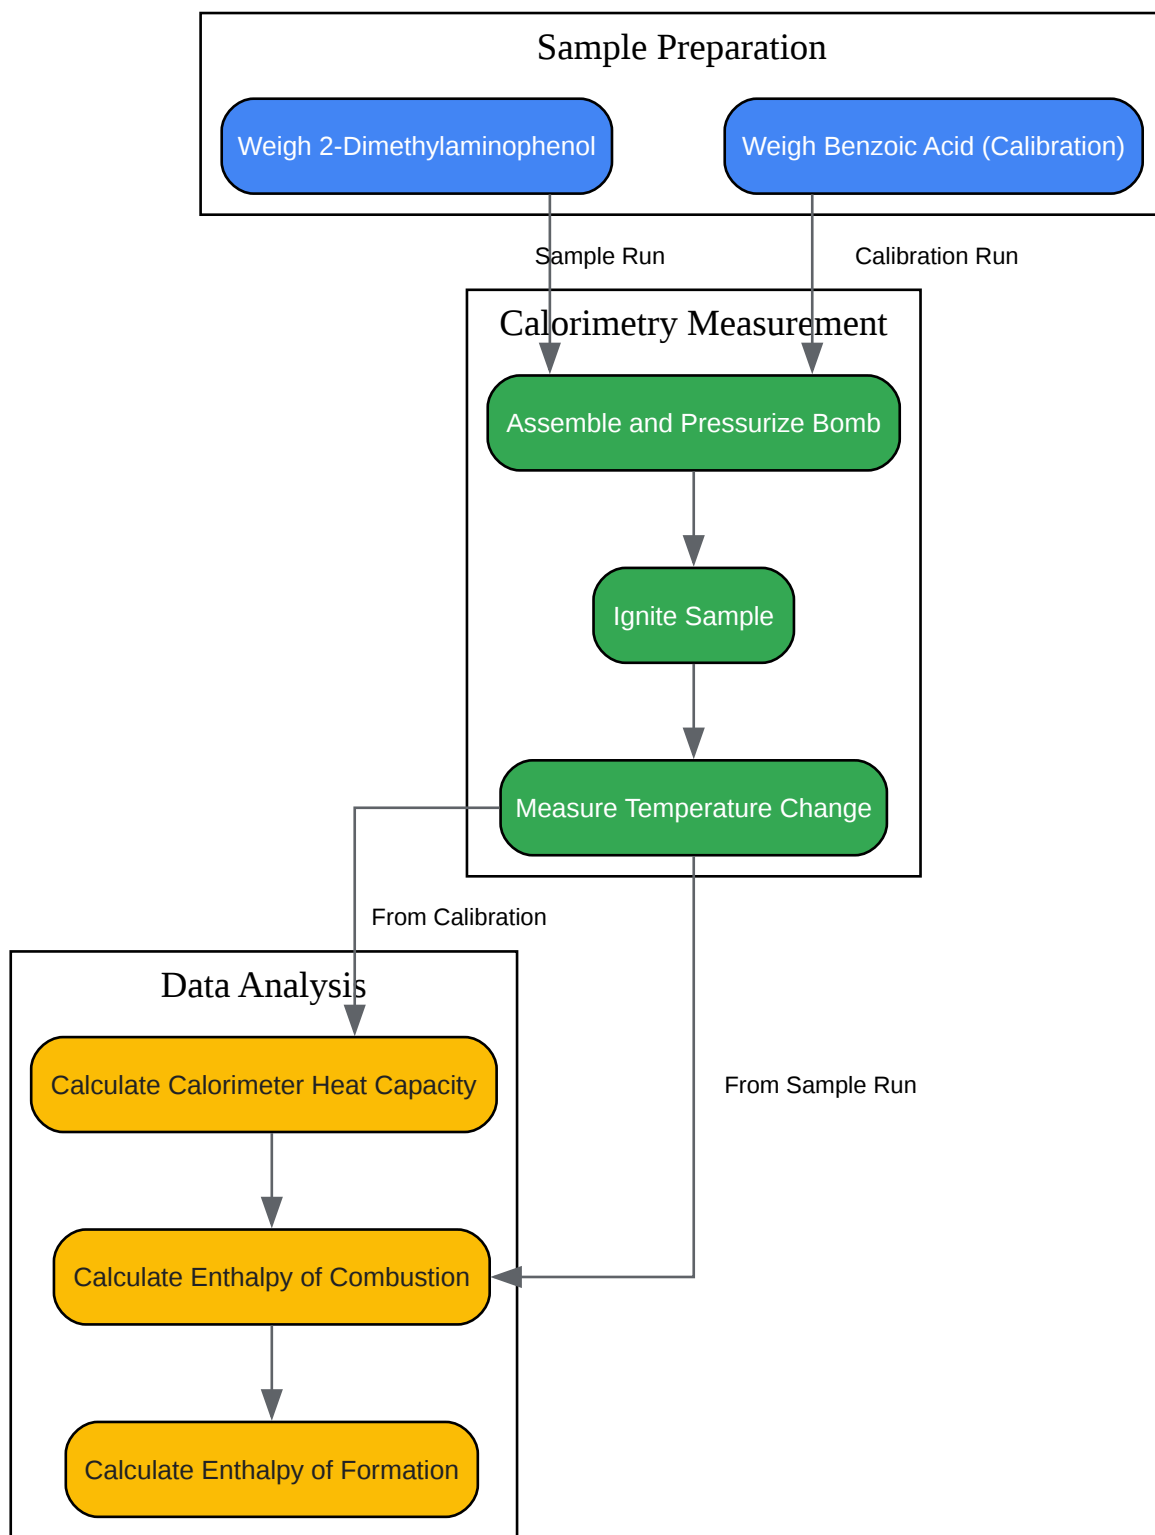 Sample Preparation
Weigh 2-Dimethylaminophenol
Weigh Benzoic Acid (Calibration)
Sample Run
Calibration Run
Calorimetry Measurement
Assemble and Pressurize Bomb
Ignite Sample
Measure Temperature Change
From Calibration
Data Analysis
Calculate Calorimeter Heat Capacity
From Sample Run
Calculate Enthalpy of Combustion
Calculate Enthalpy of Formation